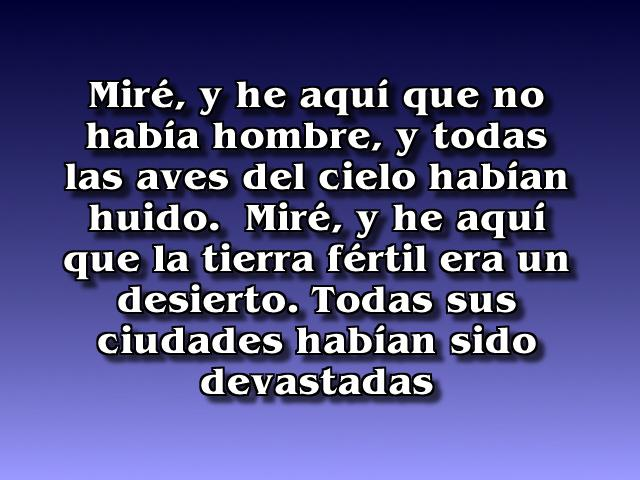 Miré, y he aquí que no
había hombre, y todas
las aves del cielo habían
huido.  Miré, y he aquí
que la tierra fértil era un
desierto. Todas sus
ciudades habían sido
devastadas